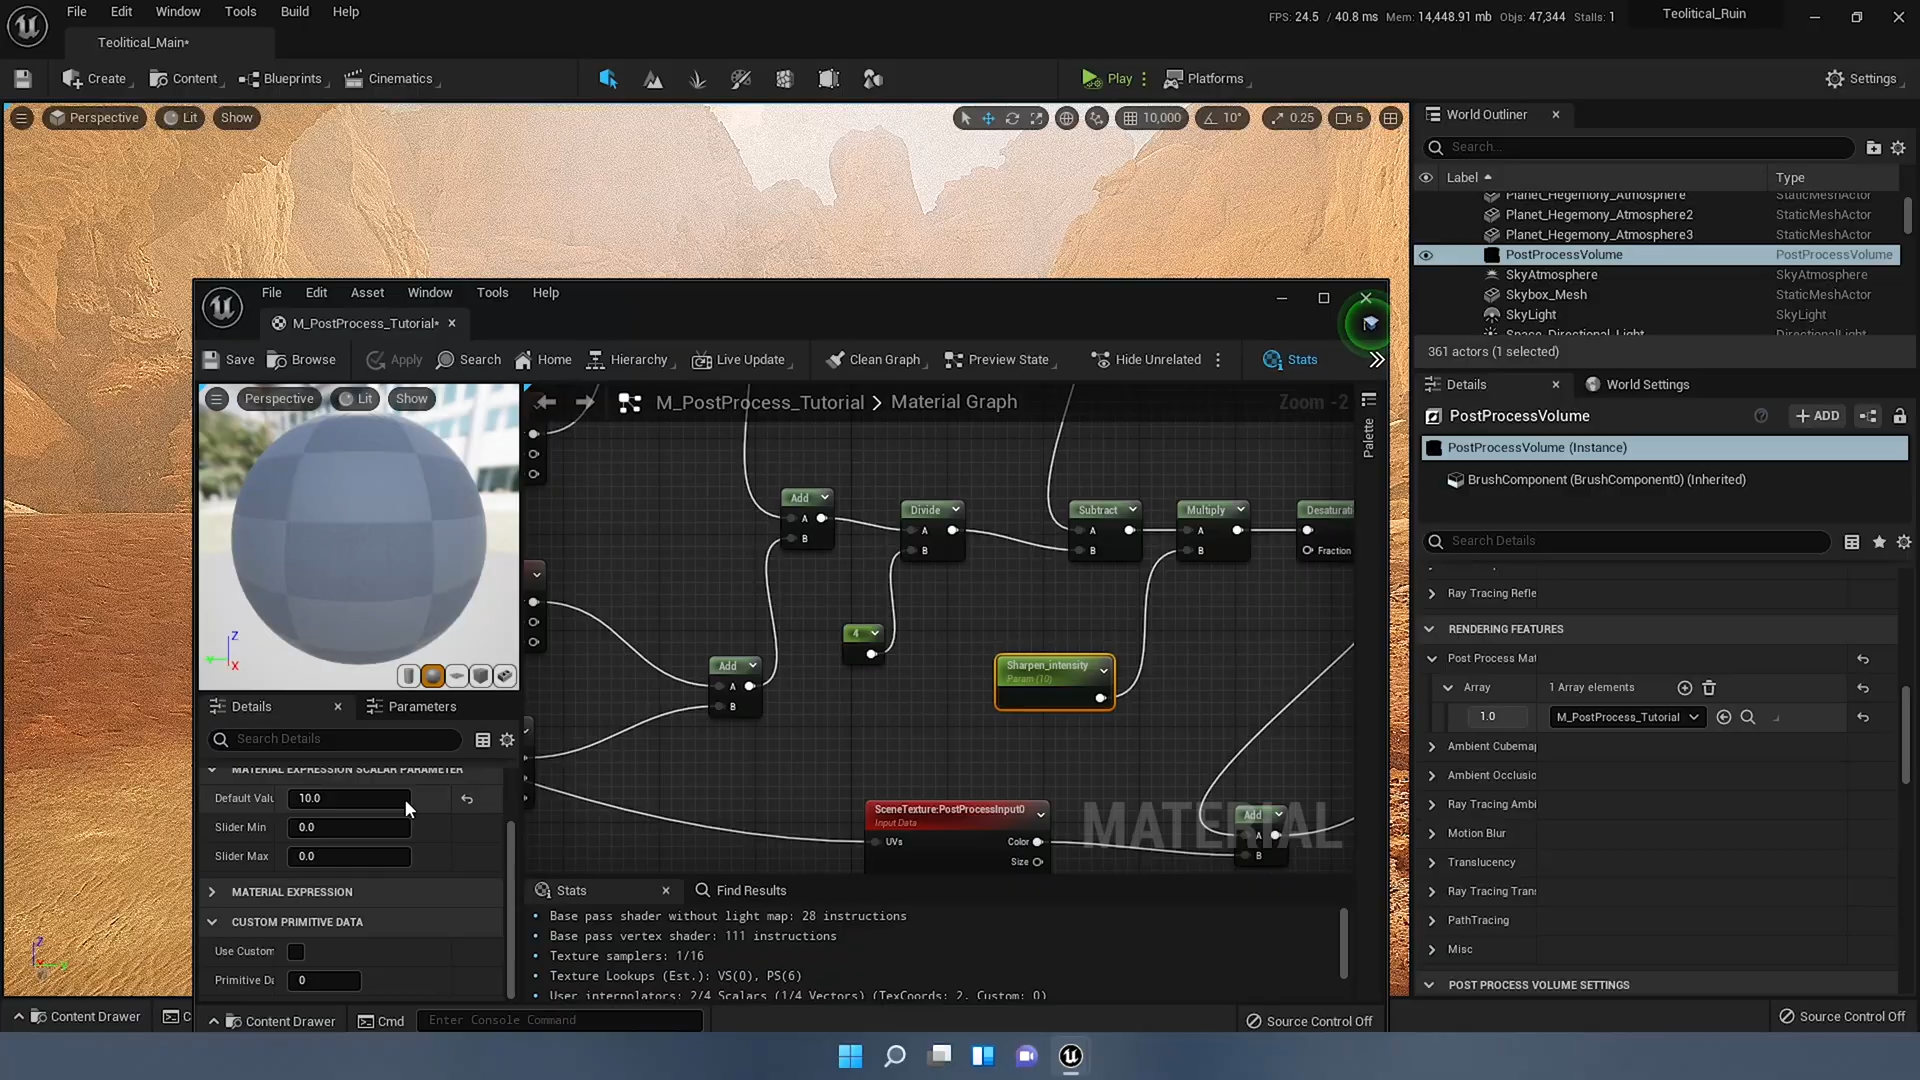 File Edit Window Tools Build Help
FPS: 24.5 / 40.8 ms Mem: 14,448.91 mb Objs: 47,344 Stalls: 1
Teolitical_Ruin
Teolitical_Main*
Create Content Blueprints Cinematics
Play Platforms Settings
Perspective Lit Show
10,000 10° 0.25 5
World Outliner
Search...
Label Type
Planet_Hegemony_Atmosphere StaticMeshActor
Planet_Hegemony_Atmosphere2 StaticMeshActor
Planet_Hegemony_Atmosphere3 StaticMeshActor
PostProcessVolume PostProcessVolume
SkyAtmosphere SkyAtmosphere
Skybox_Mesh StaticMeshActor
SkyLight SkyLight
Space_Directional_Light DirectionalLight
361 actors (1 selected)
Details World Settings
PostProcessVolume ADD
PostProcessVolume (Instance)
BrushComponent (BrushComponent0) (Inherited)
Search Details
Ray Tracing Refle
RENDERING FEATURES
Post Process Mat
Array 1 Array elements
1.0 M_PostProcess_Tutorial
Ambient Cubemap
Ambient Occlusio
Ray Tracing Ambi
Motion Blur
Translucency
Ray Tracing Trans
PathTracing
Misc
POST PROCESS VOLUME SETTINGS
Source Control Off
File Edit Asset Window Tools Help
M_PostProcess_Tutorial*
Save Browse Apply Search Home Hierarchy Live Update Clean Graph Preview State Hide Unrelated Stats
Perspective Lit Show
Z
Y
X
M_PostProcess_Tutorial > Material Graph
Zoom -2
Palette
Add
A
B
Divide
A
B
Subtract
A
B
Multiply
A
B
Desaturati
Fraction
4
Add
A
B
Sharpen_intensity
Param (10)
SceneTexture:PostProcessInput0
Input Data
UVs Color
Size
Add
A
B
MATERIAL
Details Parameters
Search Details
MATERIAL EXPRESSION SCALAR PARAMETER
Default Valu 10.0
Slider Min 0.0
Slider Max 0.0
MATERIAL EXPRESSION
CUSTOM PRIMITIVE DATA
Use Custom
Primitive Da 0
Stats Find Results
• Base pass shader without light map: 28 instructions
• Base pass vertex shader: 111 instructions
• Texture samplers: 1/16
• Texture Lookups (Est.): VS(0), PS(6)
• User interpolators: 2/4 Scalars (1/4 Vectors) (TexCoords: 2, Custom: 0)
Content Drawer Cmd Enter Console Command Source Control Off
Content Drawer C
Z